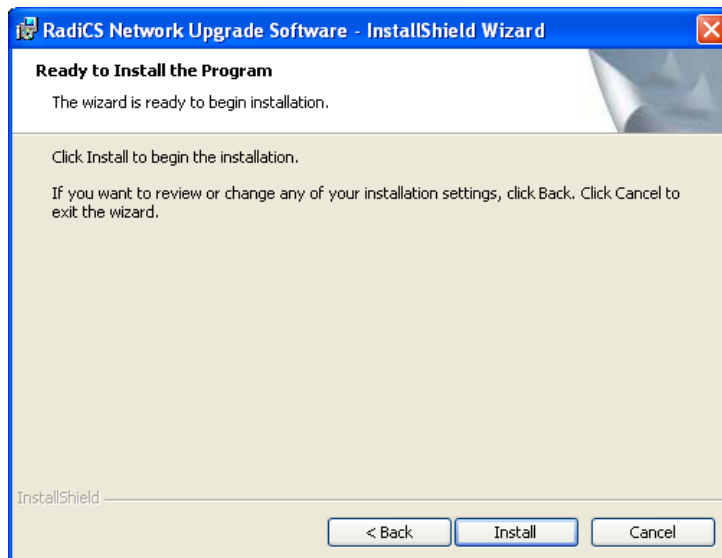 RadiCS Network Upgrade Software - InstallShield Wizard
Ready to Install the Program
The wizard is ready to begin installation.
Click Install to begin the installation.
If you want to review or change any of your installation settings, click Back. Click Cancel to
exit the wizard.
InstallShield
< Back
Install
Cancel